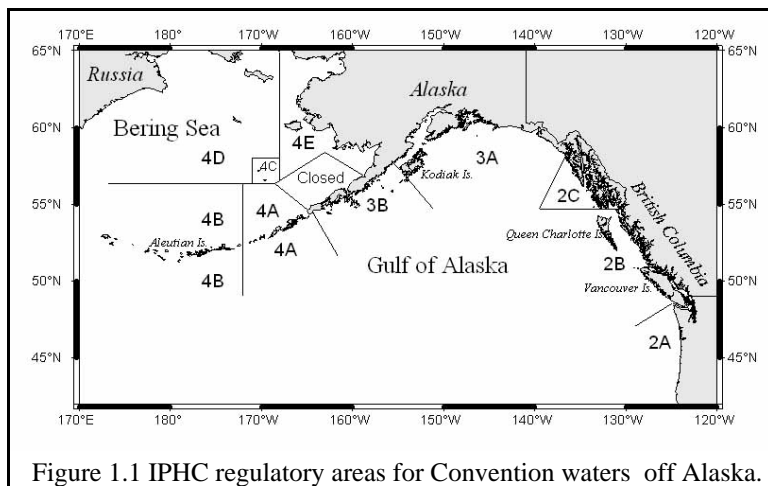 170°E 180° 170°W 160°W 150°W 140°W 130°W 120°W
65°N 65°N
Russia
Alaska
Bering Sea
60°N 60°N
4E
4D
4C
3A
Closed
Kodiak Is.
British Columbia
55°N 55°N
4A
3B
2C
4B
Aleutian Is.
4A
Queen Charlotte Is.
Gulf of Alaska
2B
50°N 50°N
4B
Vancouver Is.
2A
45°N 45°N
170°E 180° 170°W 160°W 150°W 140°W 130°W 120°W
Figure 1.1 IPHC regulatory areas for Convention waters off Alaska.